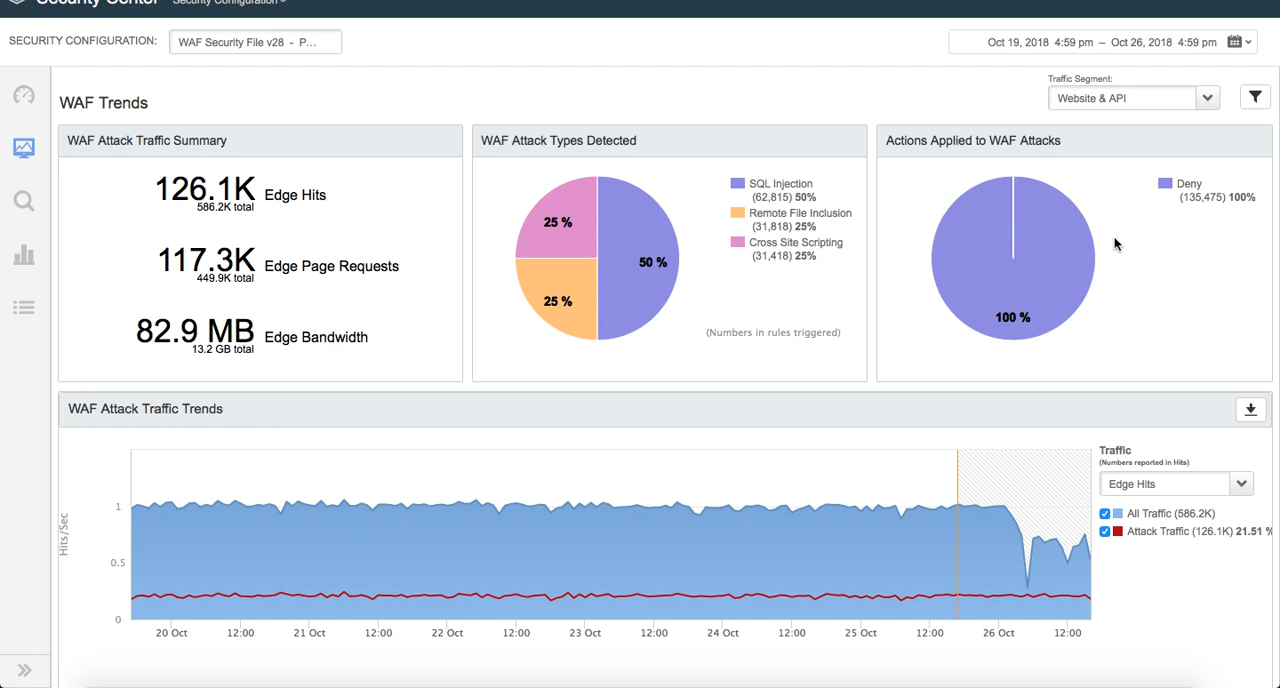 Security Center Security Configuration
SECURITY CONFIGURATION: WAF Security File v28 - P...
Oct 19, 2018 4:59 pm – Oct 26, 2018 4:59 pm
WAF Trends
Traffic Segment:
Website & API
WAF Attack Traffic Summary
126.1K Edge Hits
586.2K total
117.3K Edge Page Requests
449.9K total
82.9 MB Edge Bandwidth
13.2 GB total
WAF Attack Types Detected
25 %
50 %
25 %
SQL Injection
(62,815) 50%
Remote File Inclusion
(31,818) 25%
Cross Site Scripting
(31,418) 25%
(Numbers in rules triggered)
Actions Applied to WAF Attacks
100 %
Deny
(135,475) 100%
WAF Attack Traffic Trends
Hits/Sec
1
0.5
0
20 Oct 12:00 21 Oct 12:00 22 Oct 12:00 23 Oct 12:00 24 Oct 12:00 25 Oct 12:00 26 Oct 12:00
Traffic
(Numbers reported in Hits)
Edge Hits
All Traffic (586.2K)
Attack Traffic (126.1K) 21.51 %